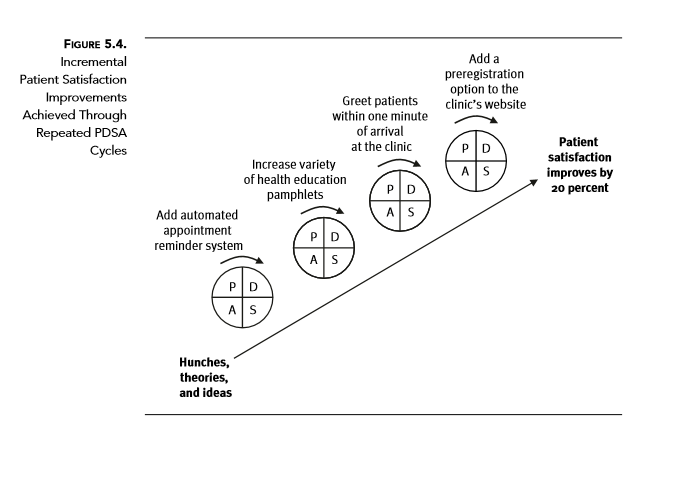 FIGURE 5.4.
Incremental
Patient Satisfaction
Improvements
Achieved Through
Repeated PDSA
Cycles
Add a
preregistration
option to the
clinic's website
P D
A S
Greet patients
within one minute
of arrival
at the clinic
P D
A S
Increase variety
of health education
pamphlets
P D
A S
Add automated
appointment
reminder system
P D
A S
Patient
satisfaction
improves by
20 percent
Hunches,
theories,
and ideas